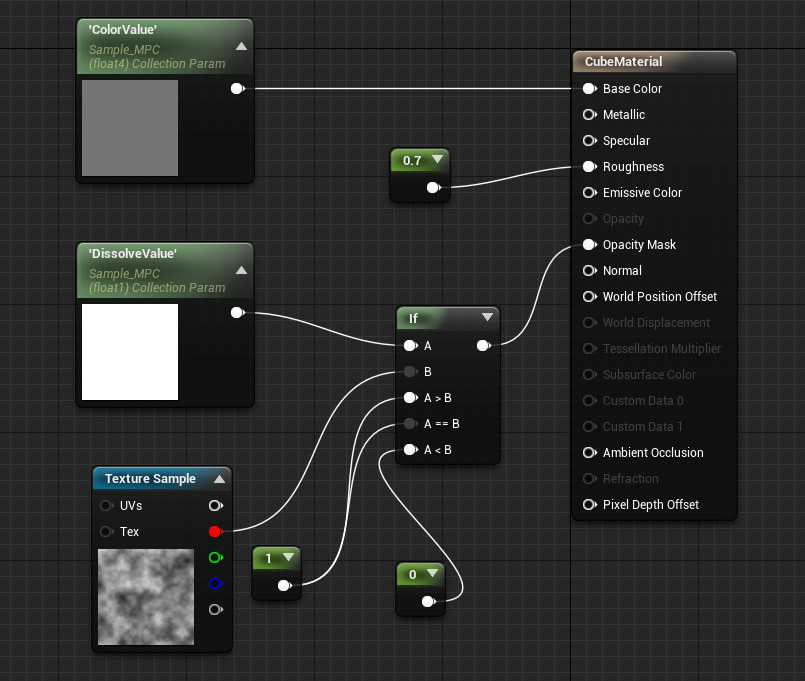 'ColorValue'
Sample_MPC
(float4) Collection Param
0.7
'DissolveValue'
Sample_MPC
(float1) Collection Param
If
A
B
A > B
A == B
A < B
Texture Sample
UVs
Tex
1
0
CubeMaterial
Base Color
Metallic
Specular
Roughness
Emissive Color
Opacity
Opacity Mask
Normal
World Position Offset
World Displacement
Tessellation Multiplier
Subsurface Color
Custom Data 0
Custom Data 1
Ambient Occlusion
Refraction
Pixel Depth Offset